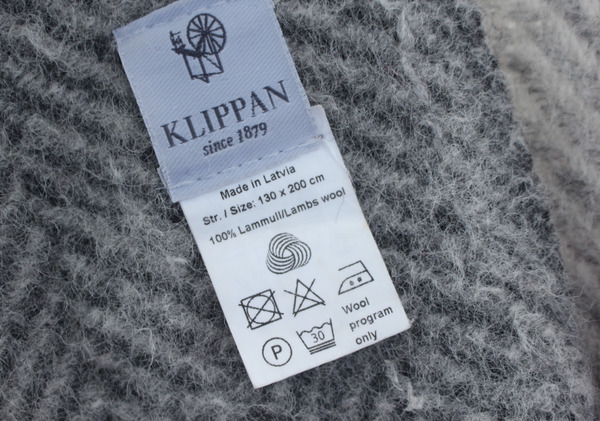 KLIPPAN
since 1879
Made in Latvia
Str. / Size: 130 x 200 cm
100% Lammull/Lambs wool
P
30
Wool
program
only